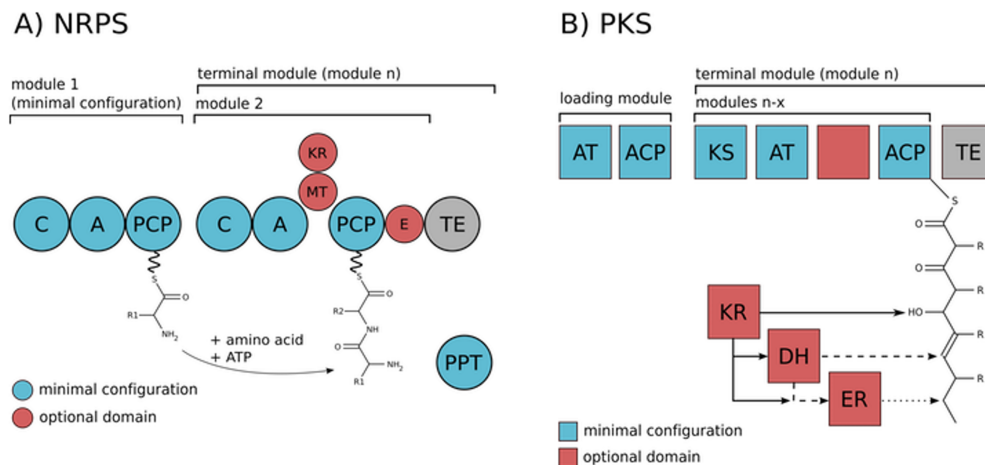 A) NRPS
module 1
(minimal configuration)
terminal module (module n)
module 2
KR
MT
C
A
PCP
C
A
PCP
E
TE
S
O
R1
NH2
S
O
R2
NH
O
NH2
R1
+ amino acid
+ ATP
PPT
minimal configuration
optional domain
B) PKS
terminal module (module n)
loading module
modules n-x
AT
ACP
KS
AT
ACP
TE
S
O
R
O
R
HO
R
R
KR
DH
ER
minimal configuration
optional domain